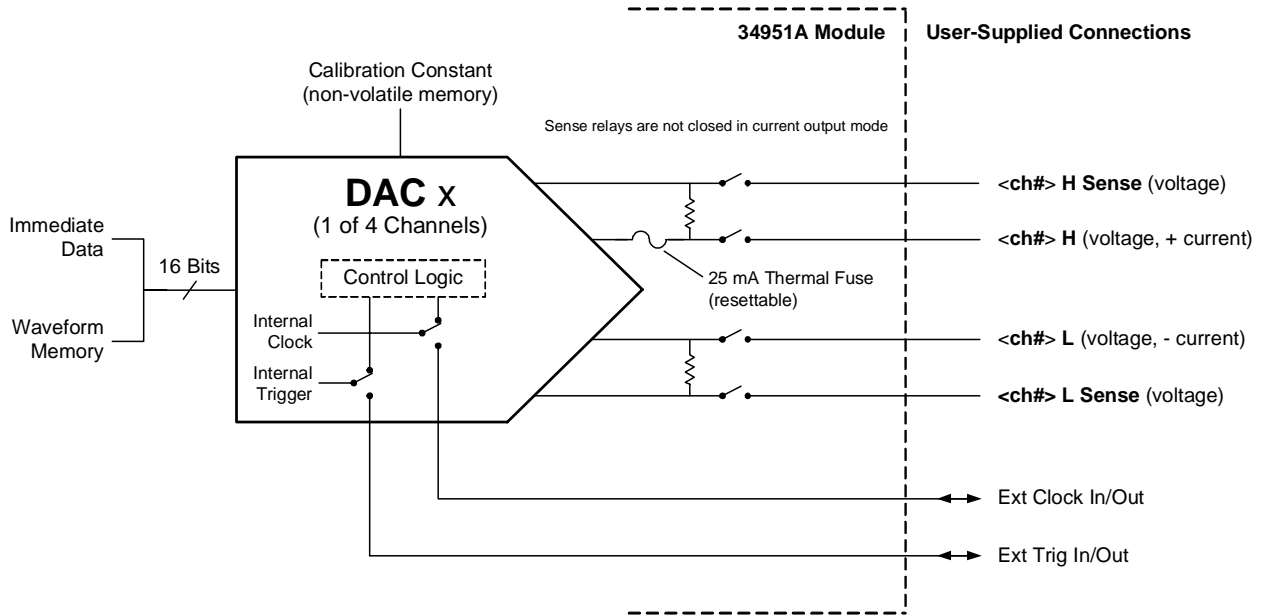 34951A Module
User-Supplied Connections
Calibration Constant
(non-volatile memory)
Sense relays are not closed in current output mode
DAC x
(1 of 4 Channels)
<ch#> H Sense (voltage)
Immediate
Data
<ch#> H (voltage, + current)
16 Bits
Control Logic
25 mA Thermal Fuse
(resettable)
Waveform
Memory
Internal
Clock
<ch#> L (voltage, - current)
Internal
Trigger
<ch#> L Sense (voltage)
Ext Clock In/Out
Ext Trig In/Out